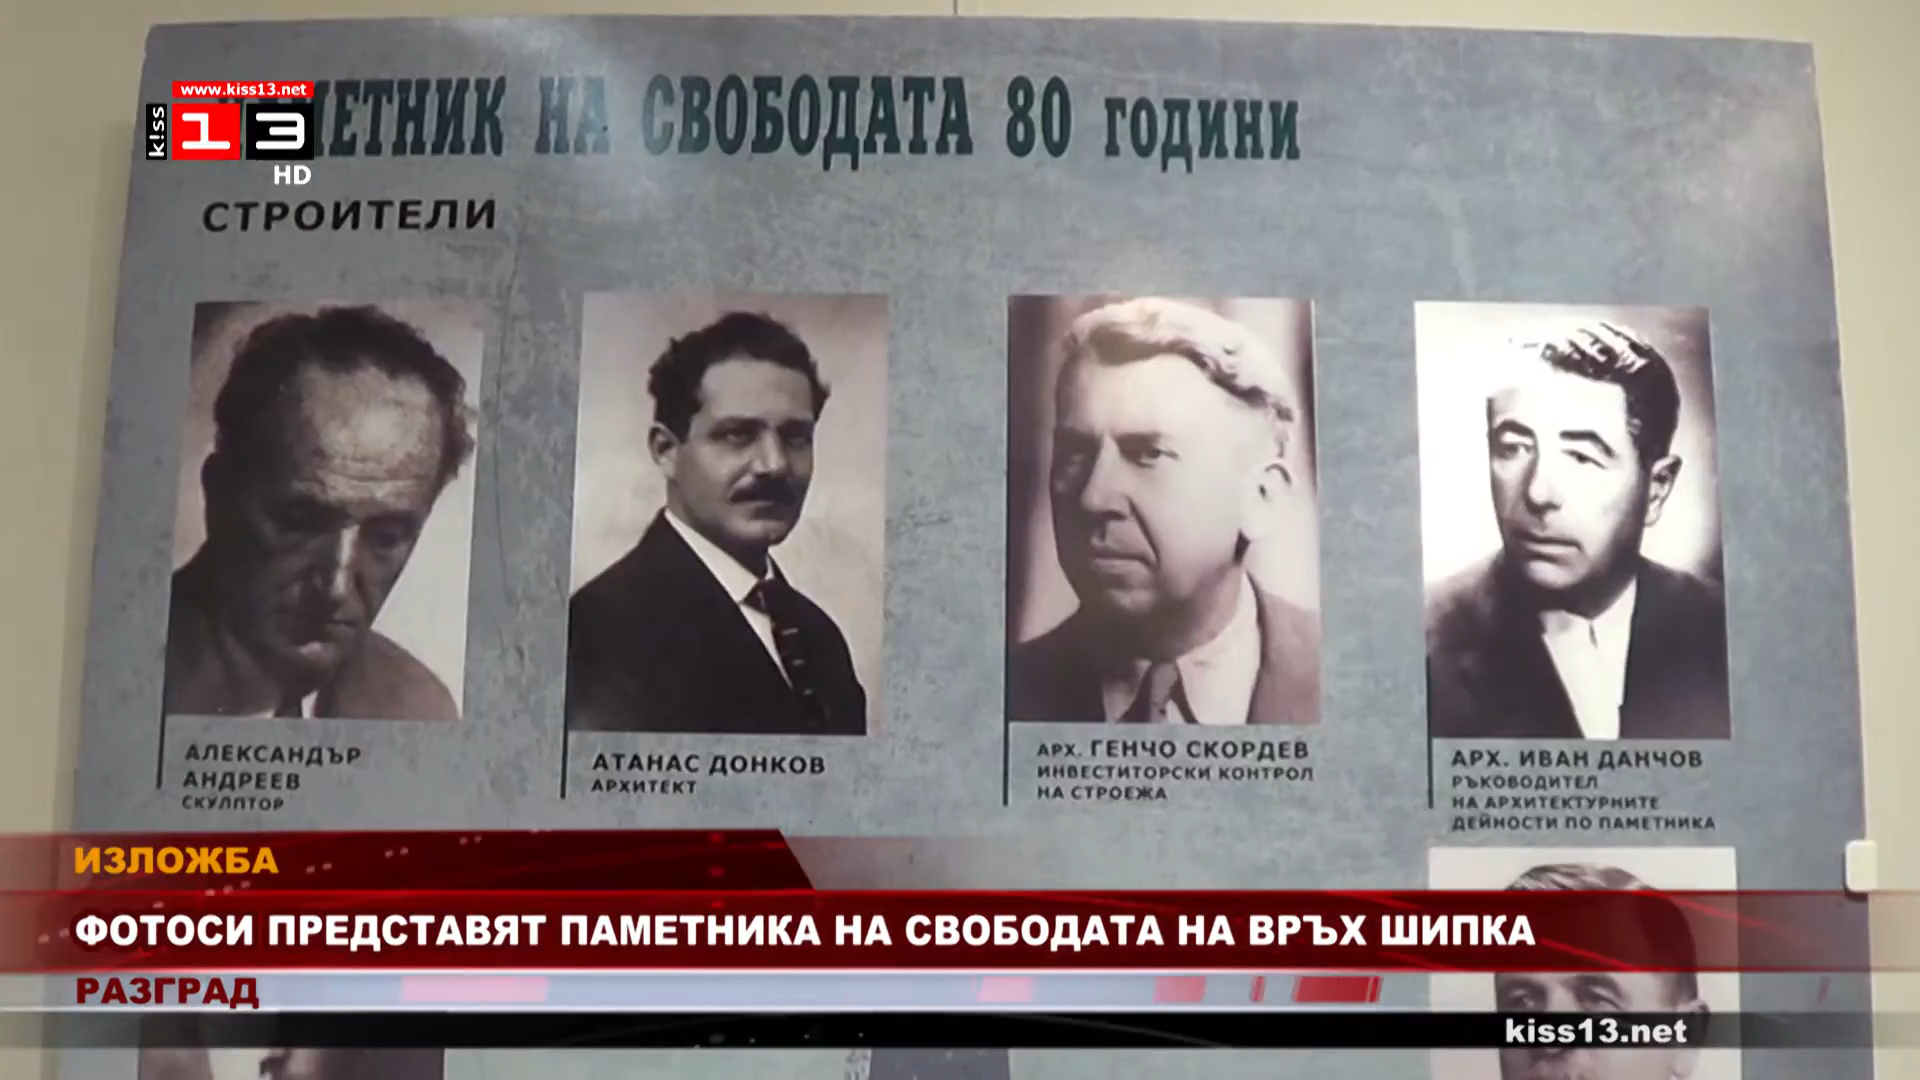 www.kiss13.net
kiss
13
HD
НА СВОБОДАТА 80 ГОДИНИ
СТРОИТЕЛИ
АЛЕКСАНДЪР
АНДРЕЕВ
СКУЛПТОР
АТАНАС ДОНКОВ
АРХИТЕКТ
АРХ. ГЕНЧО СКОРДЕВ
ИНВЕСТИТОРСКИ КОНТРОЛ
НА СТРОЕЖА
АРХ. ИВАН ДАНЧОВ
РЪКОВОДИТЕЛ
НА АРХИТЕКТУРНИТЕ
ДЕЙНОСТИ ПО ПАМЕТНИКА
ИЗЛОЖБА
ФОТОСИ ПРЕДСТАВЯТ ПАМЕТНИКА НА СВОБОДАТА НА ВРЪХ ШИПКА
РАЗГРАД
kiss13.net